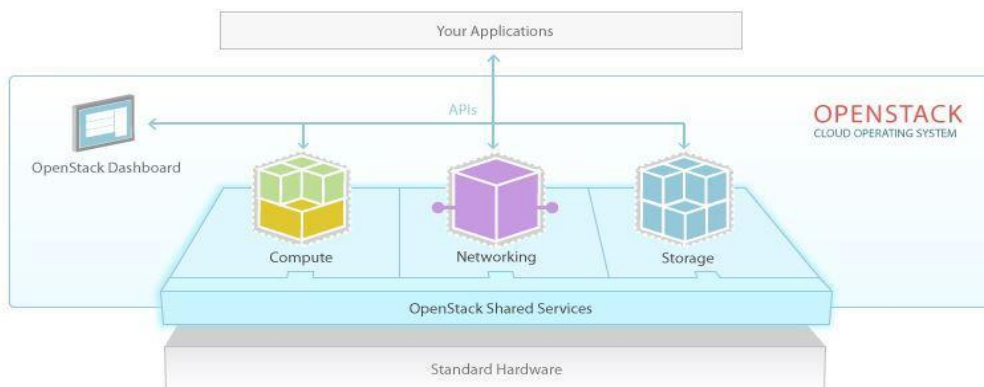 Your Applications
APIs
OPENSTACK
CLOUD OPERATING SYSTEM
OpenStack Dashboard
Compute
Networking
Storage
OpenStack Shared Services
Standard Hardware